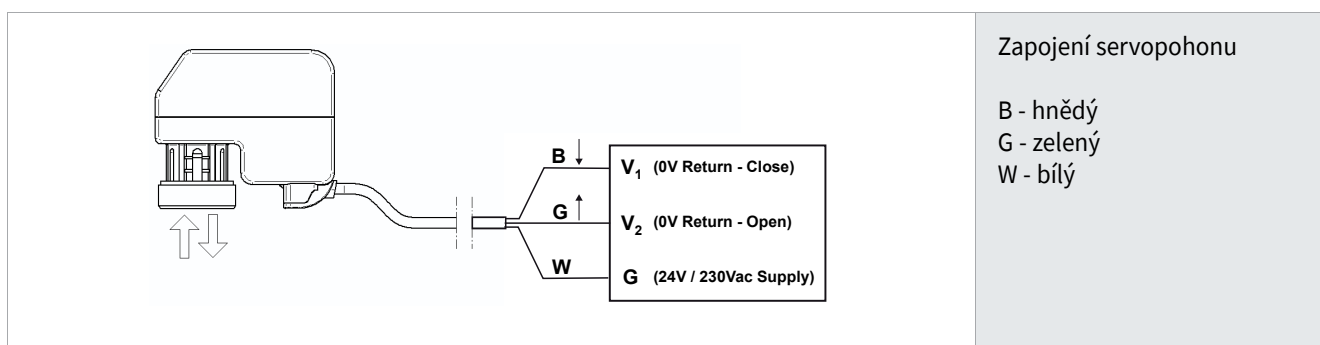 B
V₁ (0V Return - Close)
G
V₂ (0V Return - Open)
W
G (24V / 230Vac Supply)
Zapojení servopohonu
B - hnědý
G - zelený
W - bílý